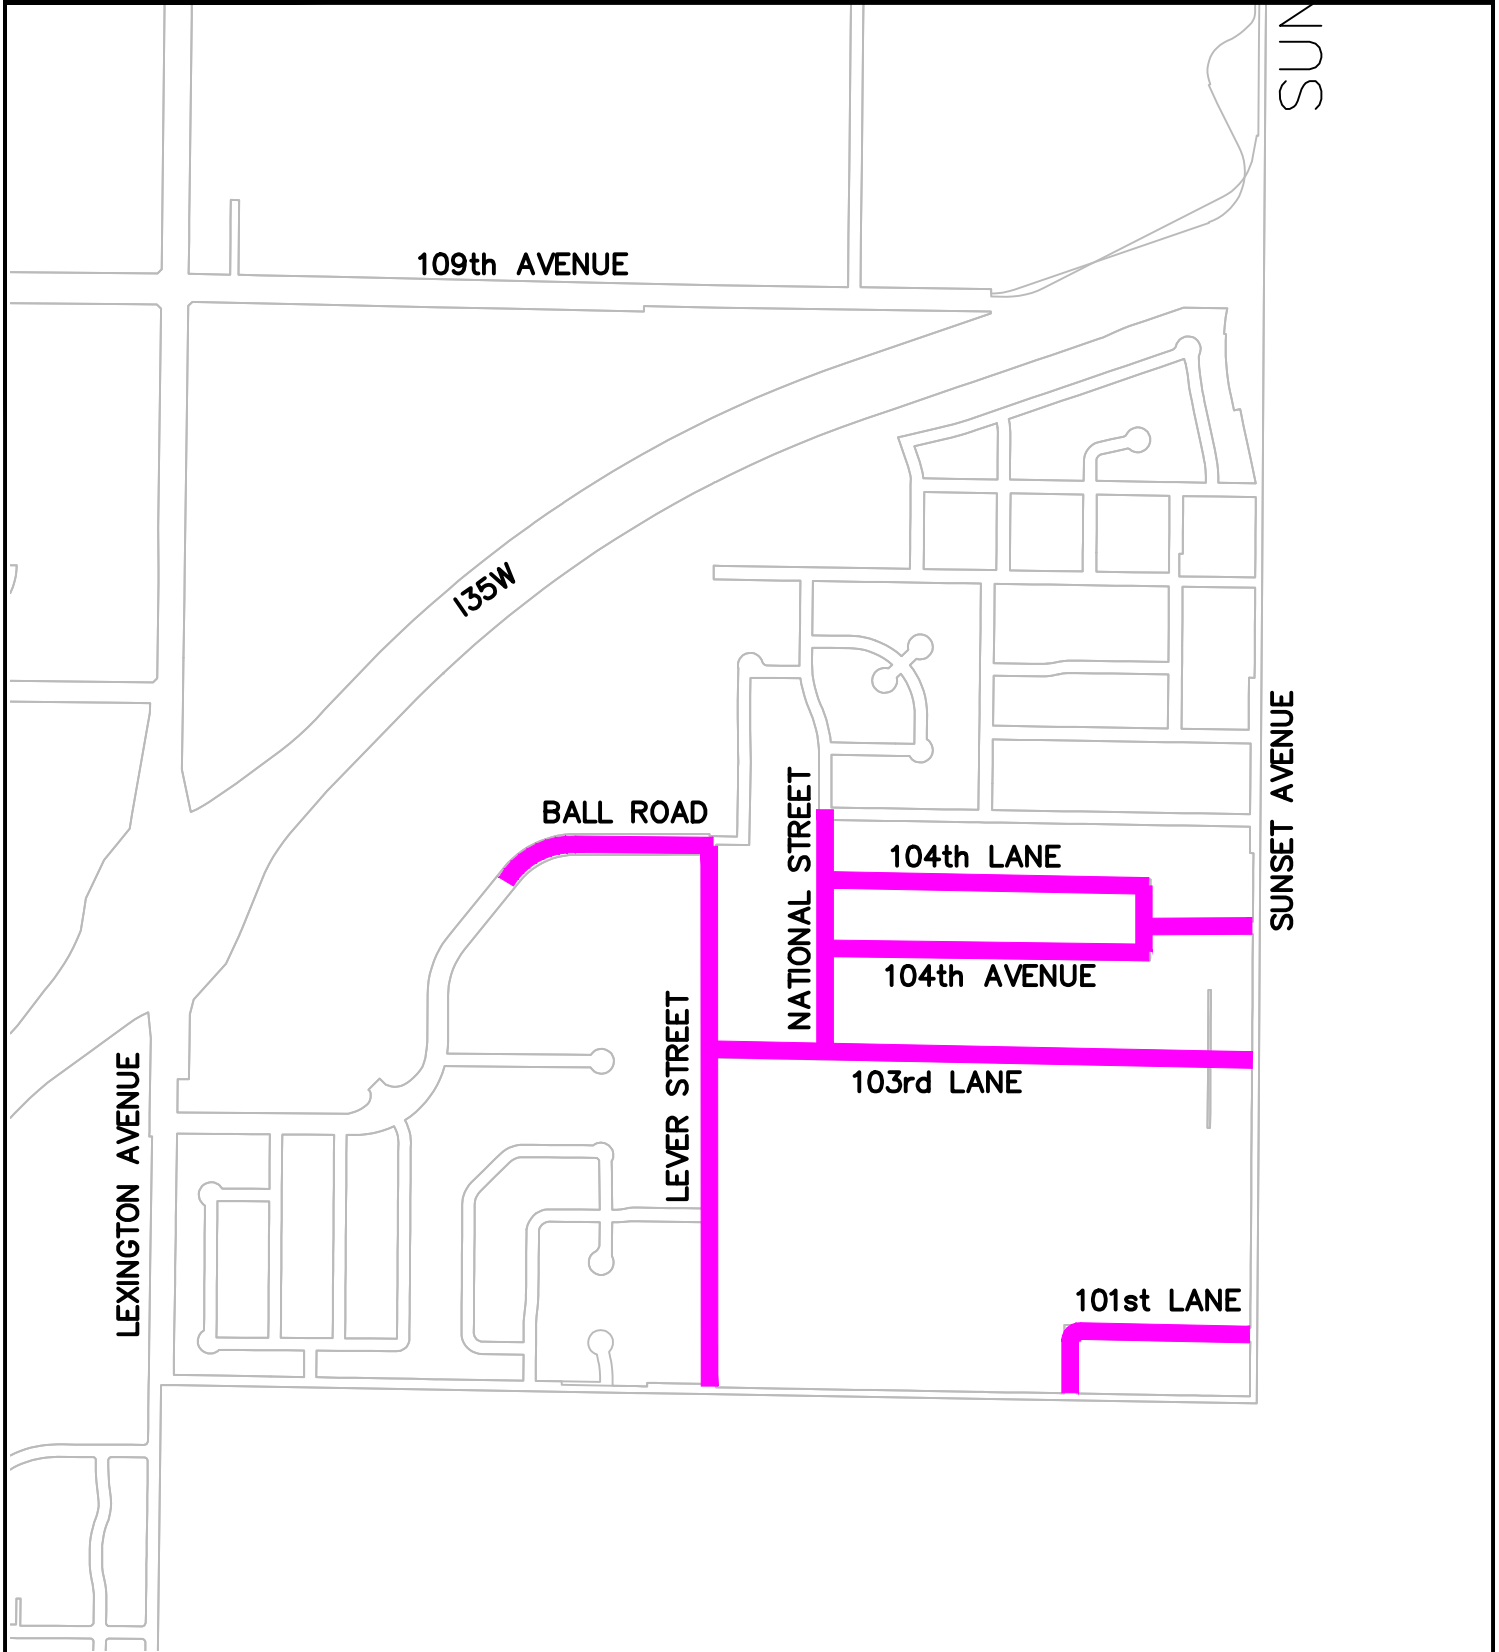 SUN
109th AVENUE
I35W
SUNSET AVENUE
BALL ROAD
NATIONAL STREET
104th LANE
104th AVENUE
LEVER STREET
103rd LANE
LEXINGTON AVENUE
101st LANE